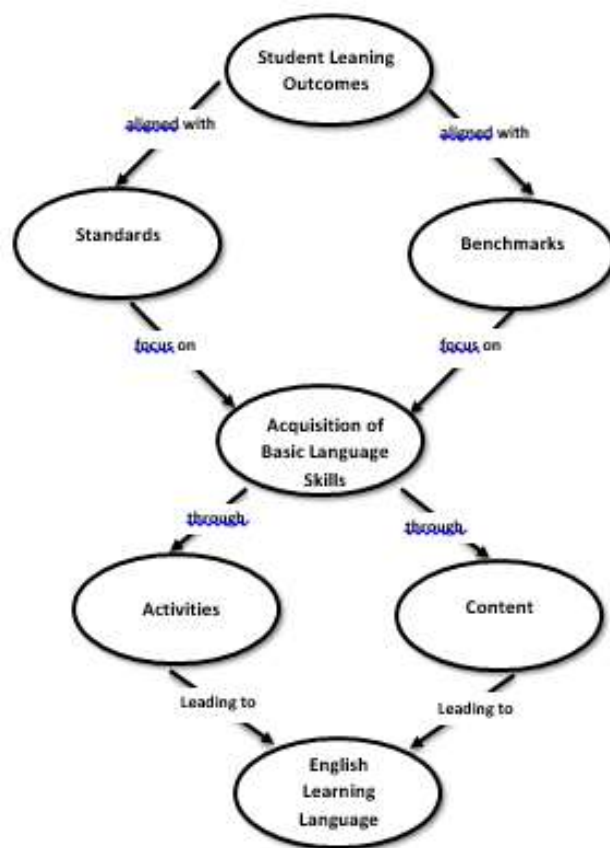 Student Leaning
Outcomes
aligned with
aligned with
Standards
Benchmarks
focus on
focus on
Acquisition of
Basic Language
Skills
through
through
Activities
Content
Leading to
Leading to
English
Learning
Language